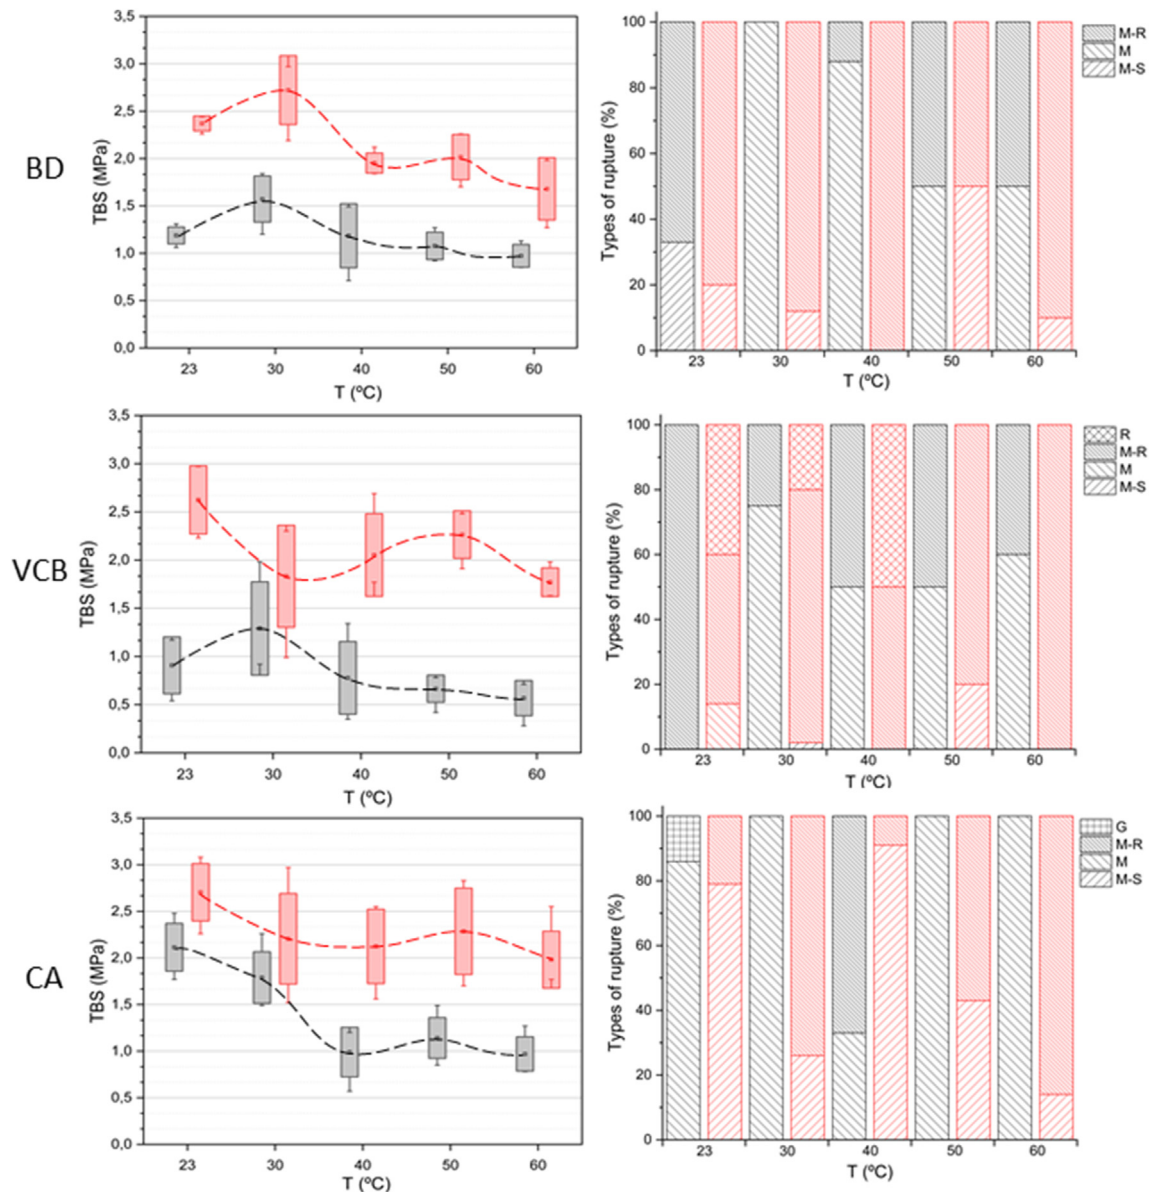 BD
TBS (MPa)
3,5
3,0
2,5
2,0
1,5
1,0
0,5
0,0
23 30 40 50 60
T (ºC)
Types of rupture (%)
100
80
60
40
20
0
23 30 40 50 60
T (ºC)
M-R
M
M-S
VCB
TBS (MPa)
3,5
3,0
2,5
2,0
1,5
1,0
0,5
0,0
23 30 40 50 60
T (ºC)
Types of rupture (%)
100
80
60
40
20
0
23 30 40 50 60
T (ºC)
R
M-R
M
M-S
CA
TBS (MPa)
3,5
3,0
2,5
2,0
1,5
1,0
0,5
0,0
23 30 40 50 60
T (ºC)
Types of rupture (%)
100
80
60
40
20
0
23 30 40 50 60
T (ºC)
G
M-R
M
M-S